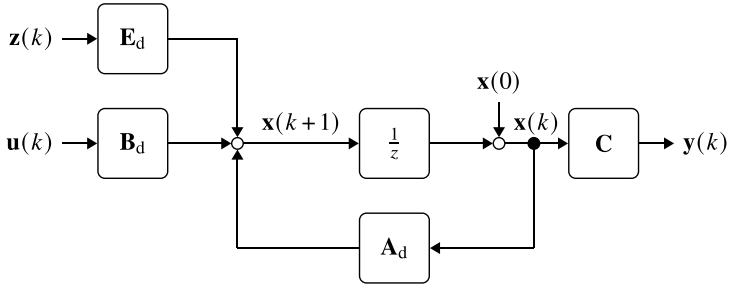 z(k)
E_d
x(0)
u(k)
B_d
x(k+1)
1/z
x(k)
C
y(k)
A_d